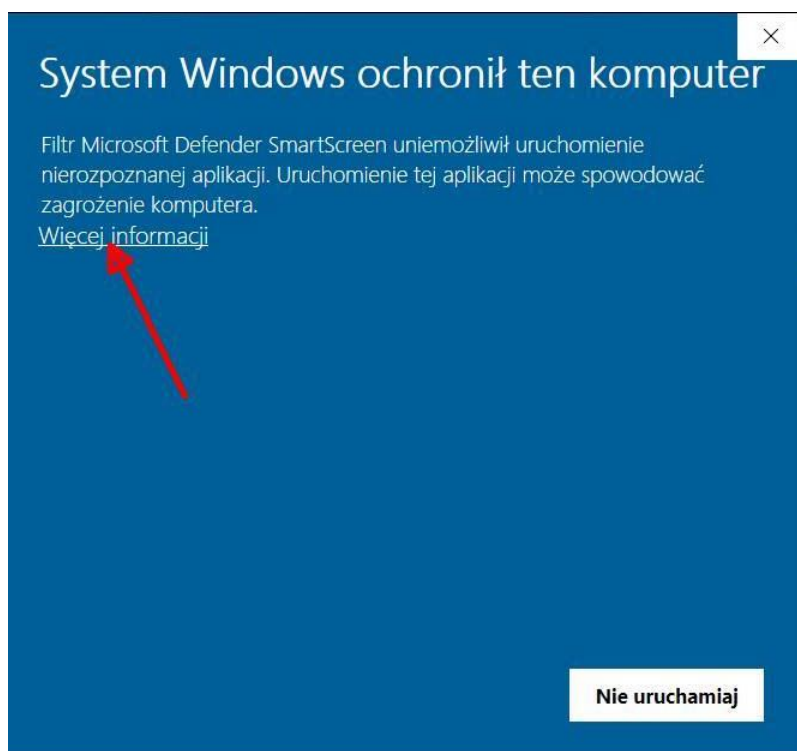 System Windows ochronił ten komputer
Filtr Microsoft Defender SmartScreen uniemożliwił uruchomienie
nierozpoznanej aplikacji. Uruchomienie tej aplikacji może spowodować
zagrożenie komputera.
Więcej informacji
Nie uruchamiaj